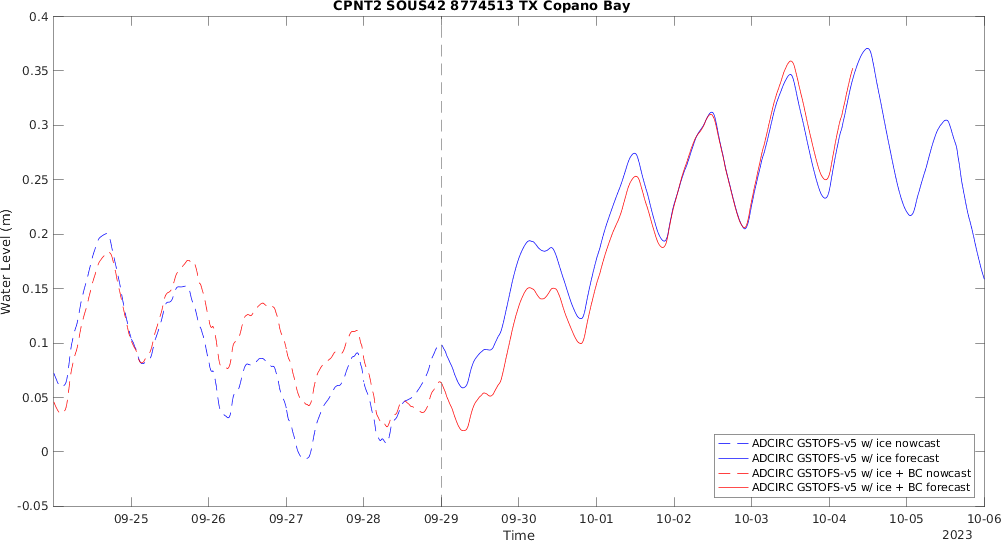 CPNT2 SOUS42 8774513 TX Copano Bay
0.4
0.35
0.3
0.25
0.2
0.15
0.1
0.05
0
-0.05
Water Level (m)
09-25 09-26 09-27 09-28 09-29 09-30 10-01 10-02 10-03 10-04 10-05 10-06
Time
2023
ADCIRC GSTOFS-v5 w/ ice nowcast
ADCIRC GSTOFS-v5 w/ ice forecast
ADCIRC GSTOFS-v5 w/ ice + BC nowcast
ADCIRC GSTOFS-v5 w/ ice + BC forecast